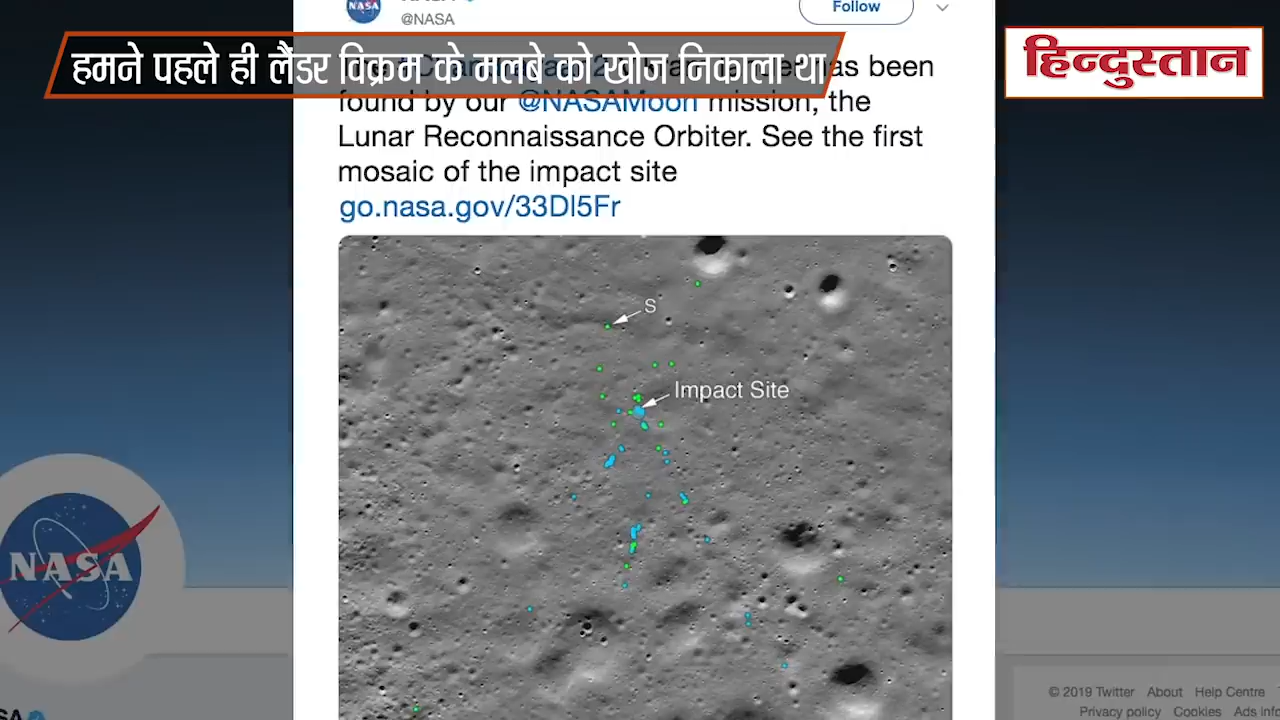 @NASA
Follow
हमने पहले ही लैंडर विक्रम के मलबे को खोज निकाला था
हिन्दुस्तान
has been
found by our @NASAMoon mission, the
Lunar Reconnaissance Orbiter. See the first
mosaic of the impact site
go.nasa.gov/33Dl5Fr
S
Impact Site
NASA
© 2019 Twitter About Help Centre
Privacy policy Cookies Ads info